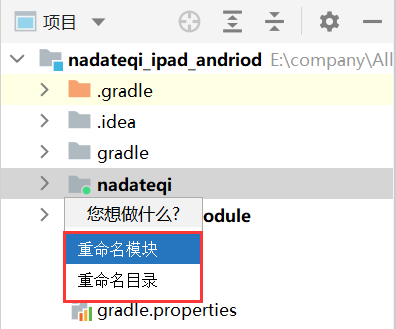 项目
nadateqi_ipad_andriod E:\company\All
.gradle
.idea
gradle
nadateqi
您想做什么?
odule
重命名模块
重命名目录
gradle.properties